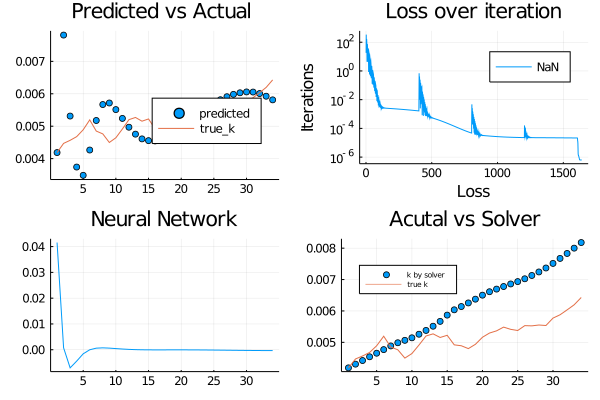 Predicted vs Actual
0.007
0.006
0.005
0.004
predicted
true_k
5 10 15 20 25 30
Loss over iteration
Iterations
10^2
10^0
10^-2
10^-4
10^-6
NaN
0 500 1000 1500
Loss
Neural Network
0.04
0.03
0.02
0.01
0.00
5 10 15 20 25 30
Acutal vs Solver
0.008
0.007
0.006
0.005
k by solver
true k
5 10 15 20 25 30